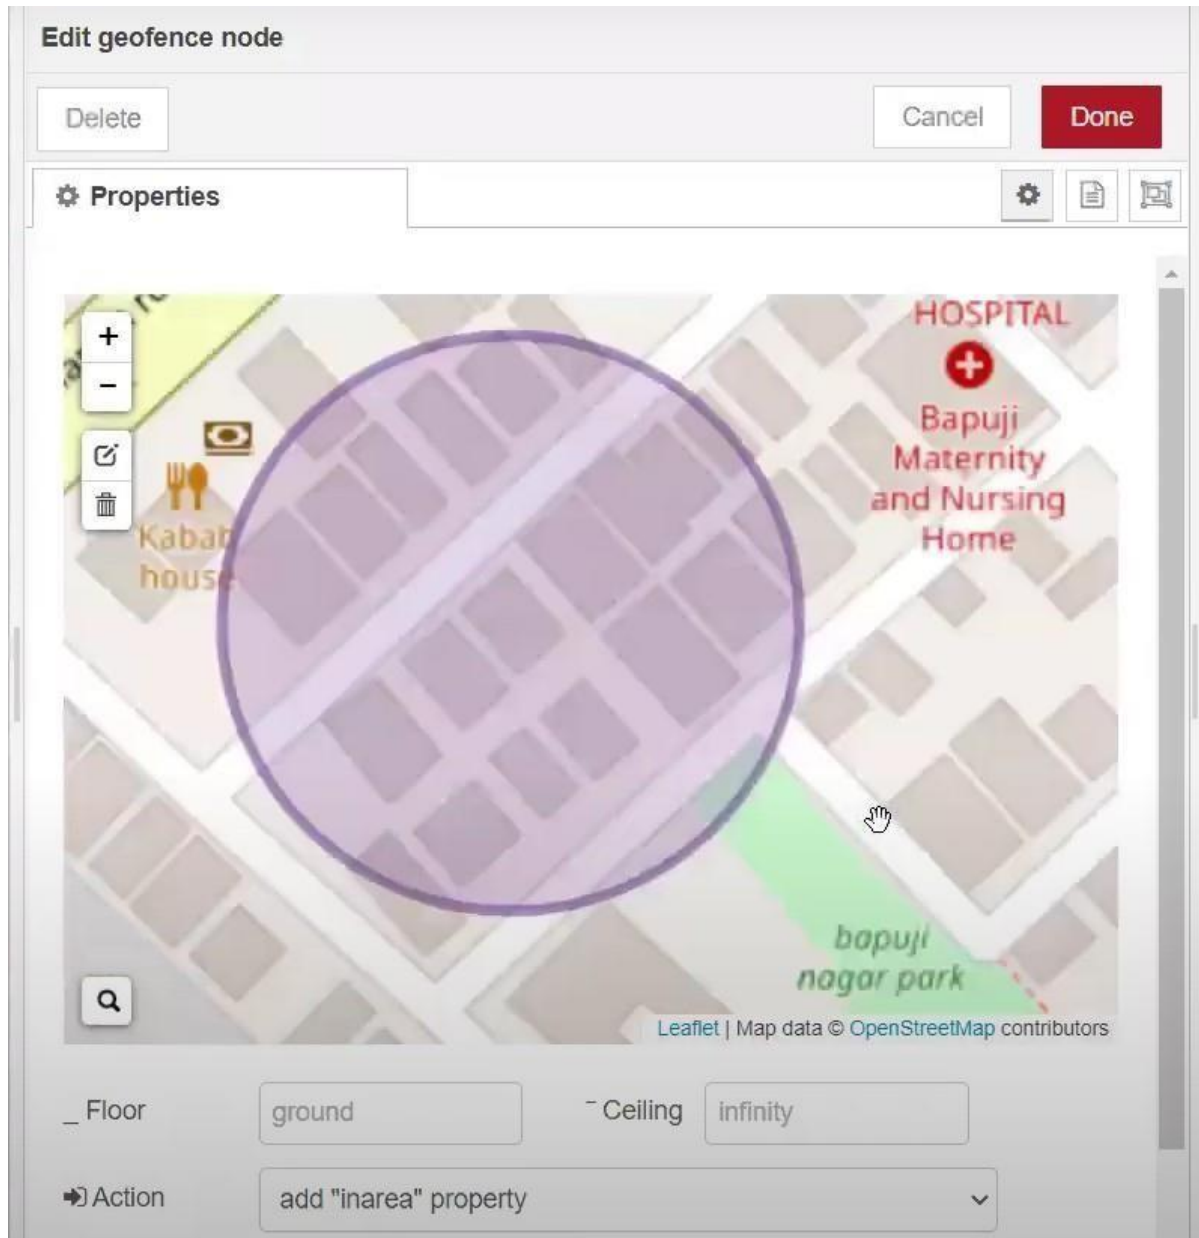 Edit geofence node
Delete
Cancel
Done
Properties
+
−
HOSPITAL
Bapuji
Maternity
and Nursing
Home
Kabab
house
bapuji
nagar park
Leaflet | Map data © OpenStreetMap contributors
Floor
ground
Ceiling
infinity
Action
add "inarea" property